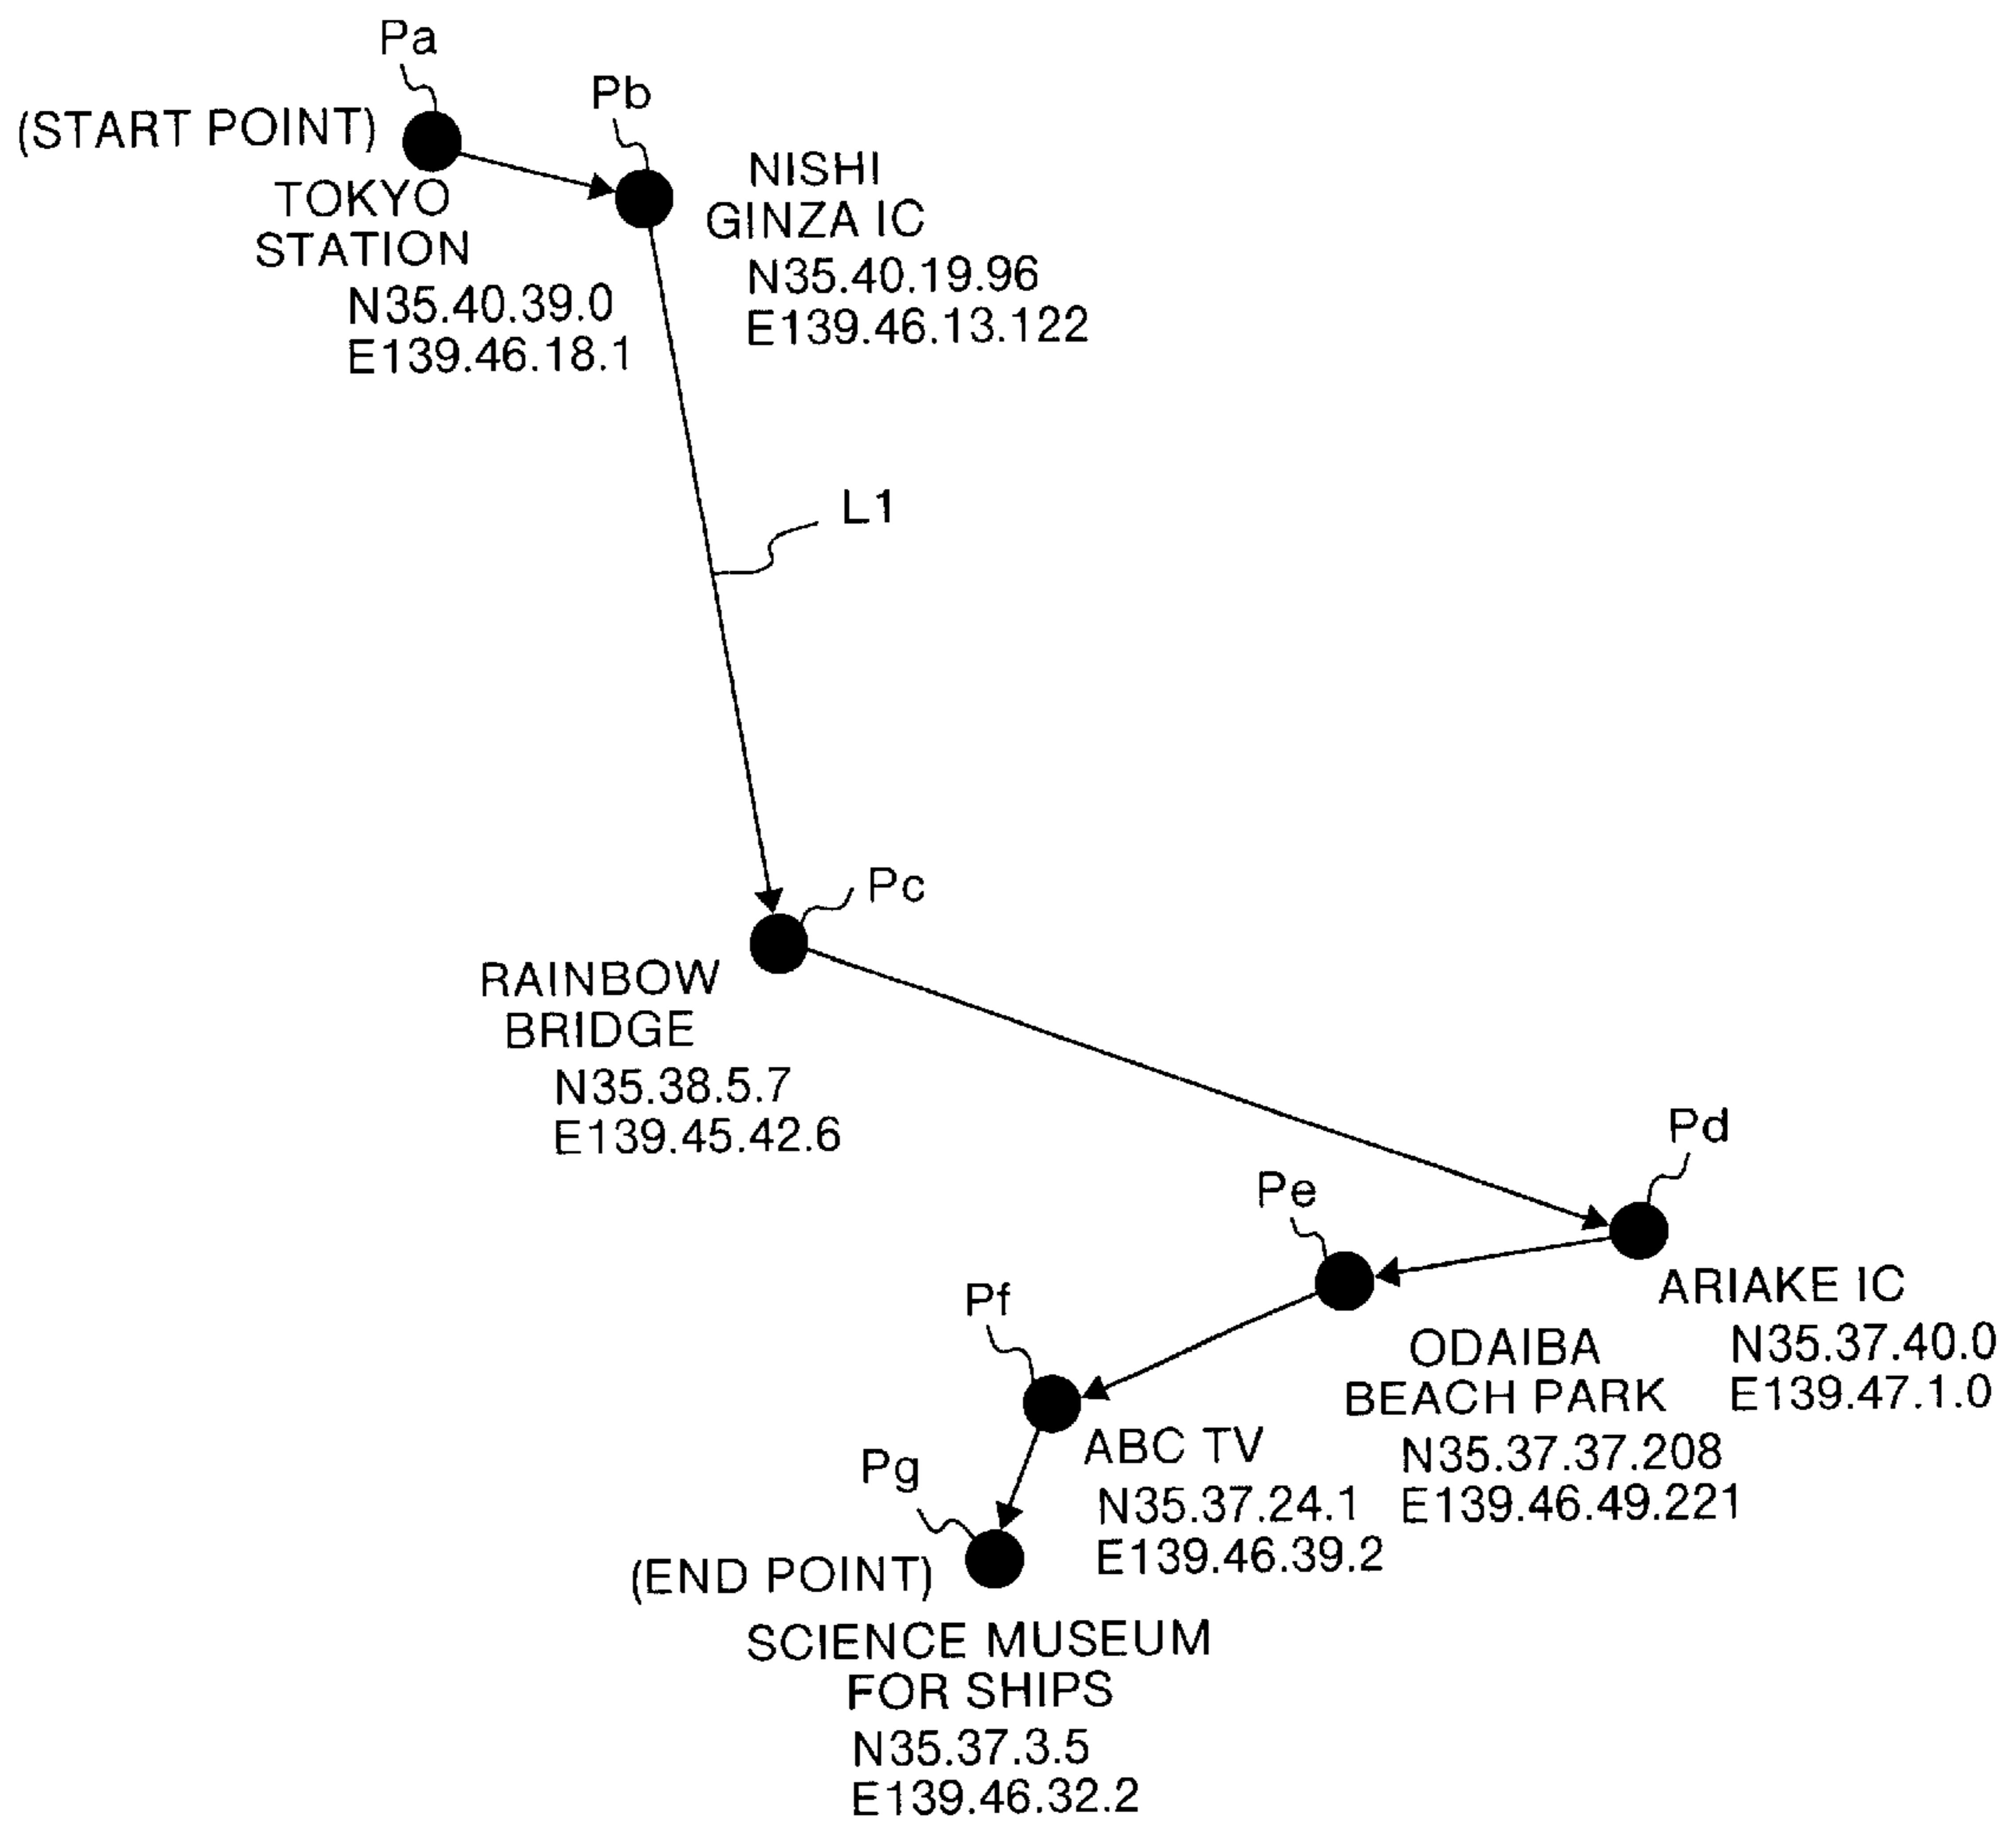 Pa
(START POINT)
TOKYO
STATION
N35.40.39.0
E139.46.18.1
Pb
NISHI
GINZA IC
N35.40.19.96
E139.46.13.122
L1
Pc
RAINBOW
BRIDGE
N35.38.5.7
E139.45.42.6
Pd
ARIAKE IC
N35.37.40.0
E139.47.1.0
Pe
ODAIBA
BEACH PARK
N35.37.37.208
E139.46.49.221
Pf
ABC TV
N35.37.24.1
E139.46.39.2
Pg
(END POINT)
SCIENCE MUSEUM
FOR SHIPS
N35.37.3.5
E139.46.32.2